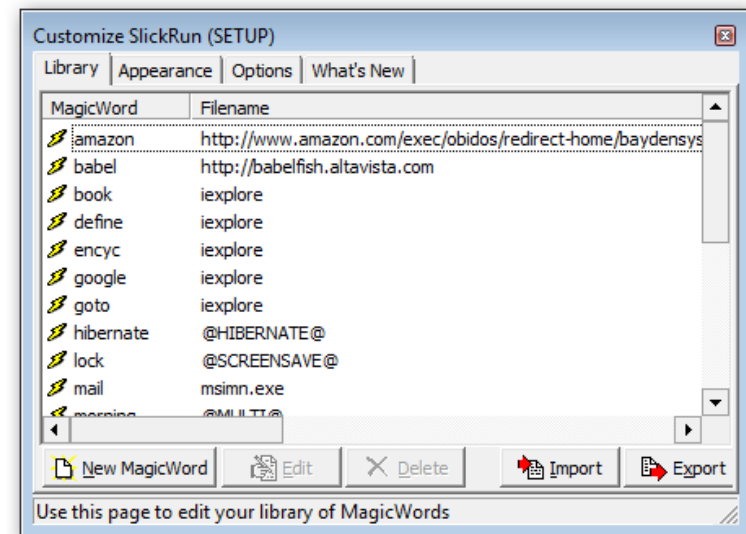 Customize SlickRun (SETUP)
Library Appearance Options What's New
MagicWord Filename
amazon http://www.amazon.com/exec/obidos/redirect-home/baydensys
babel http://babelfish.altavista.com
book iexplore
define iexplore
encyc iexplore
google iexplore
goto iexplore
hibernate @HIBERNATE@
lock @SCREENSAVE@
mail msimn.exe
morning @MULTI@
New MagicWord Edit Delete Import Export
Use this page to edit your library of MagicWords